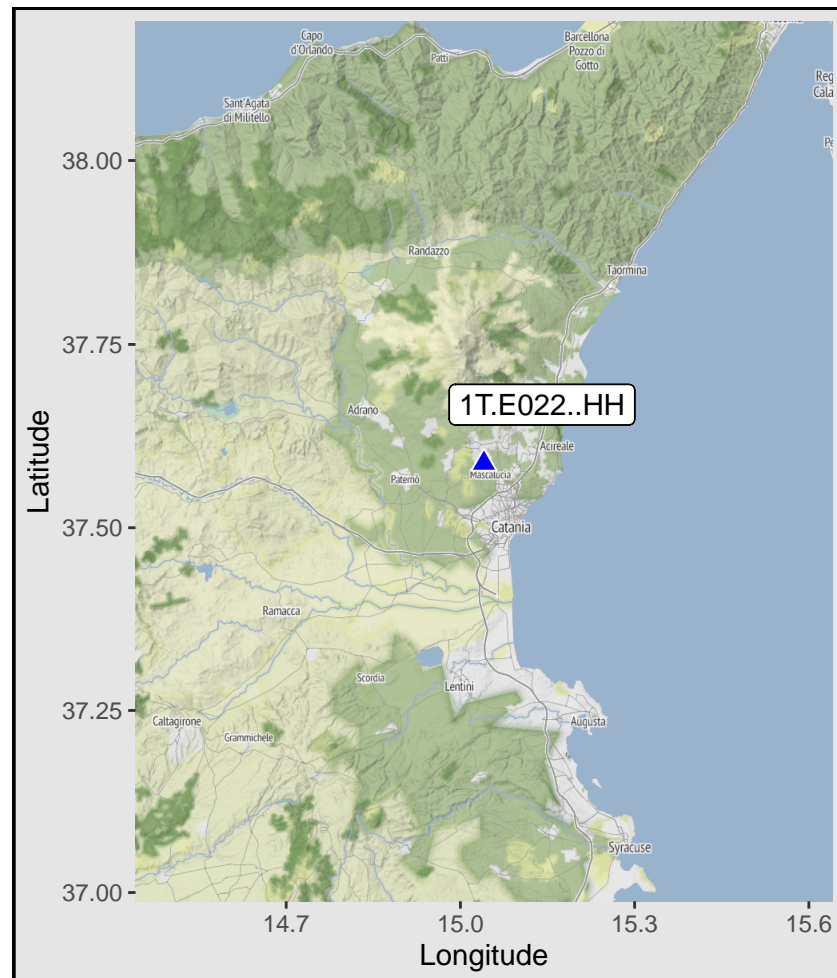 Capo
d'Orlando
Patti
Barcellona
Pozzo di
Gotto
Reg
Cala
Sant'Agata
di Militello
Pe
38.00
Randazzo
Taormina
37.75
Adrano
1T.E022..HH
Acireale
Paternò
Mascalucia
Latitude
37.50
Catania
Ramacca
37.25
Scordia
Lentini
Caltagirone
Augusta
Grammichele
Syracuse
37.00
14.7
15.0
15.3
15.6
Longitude